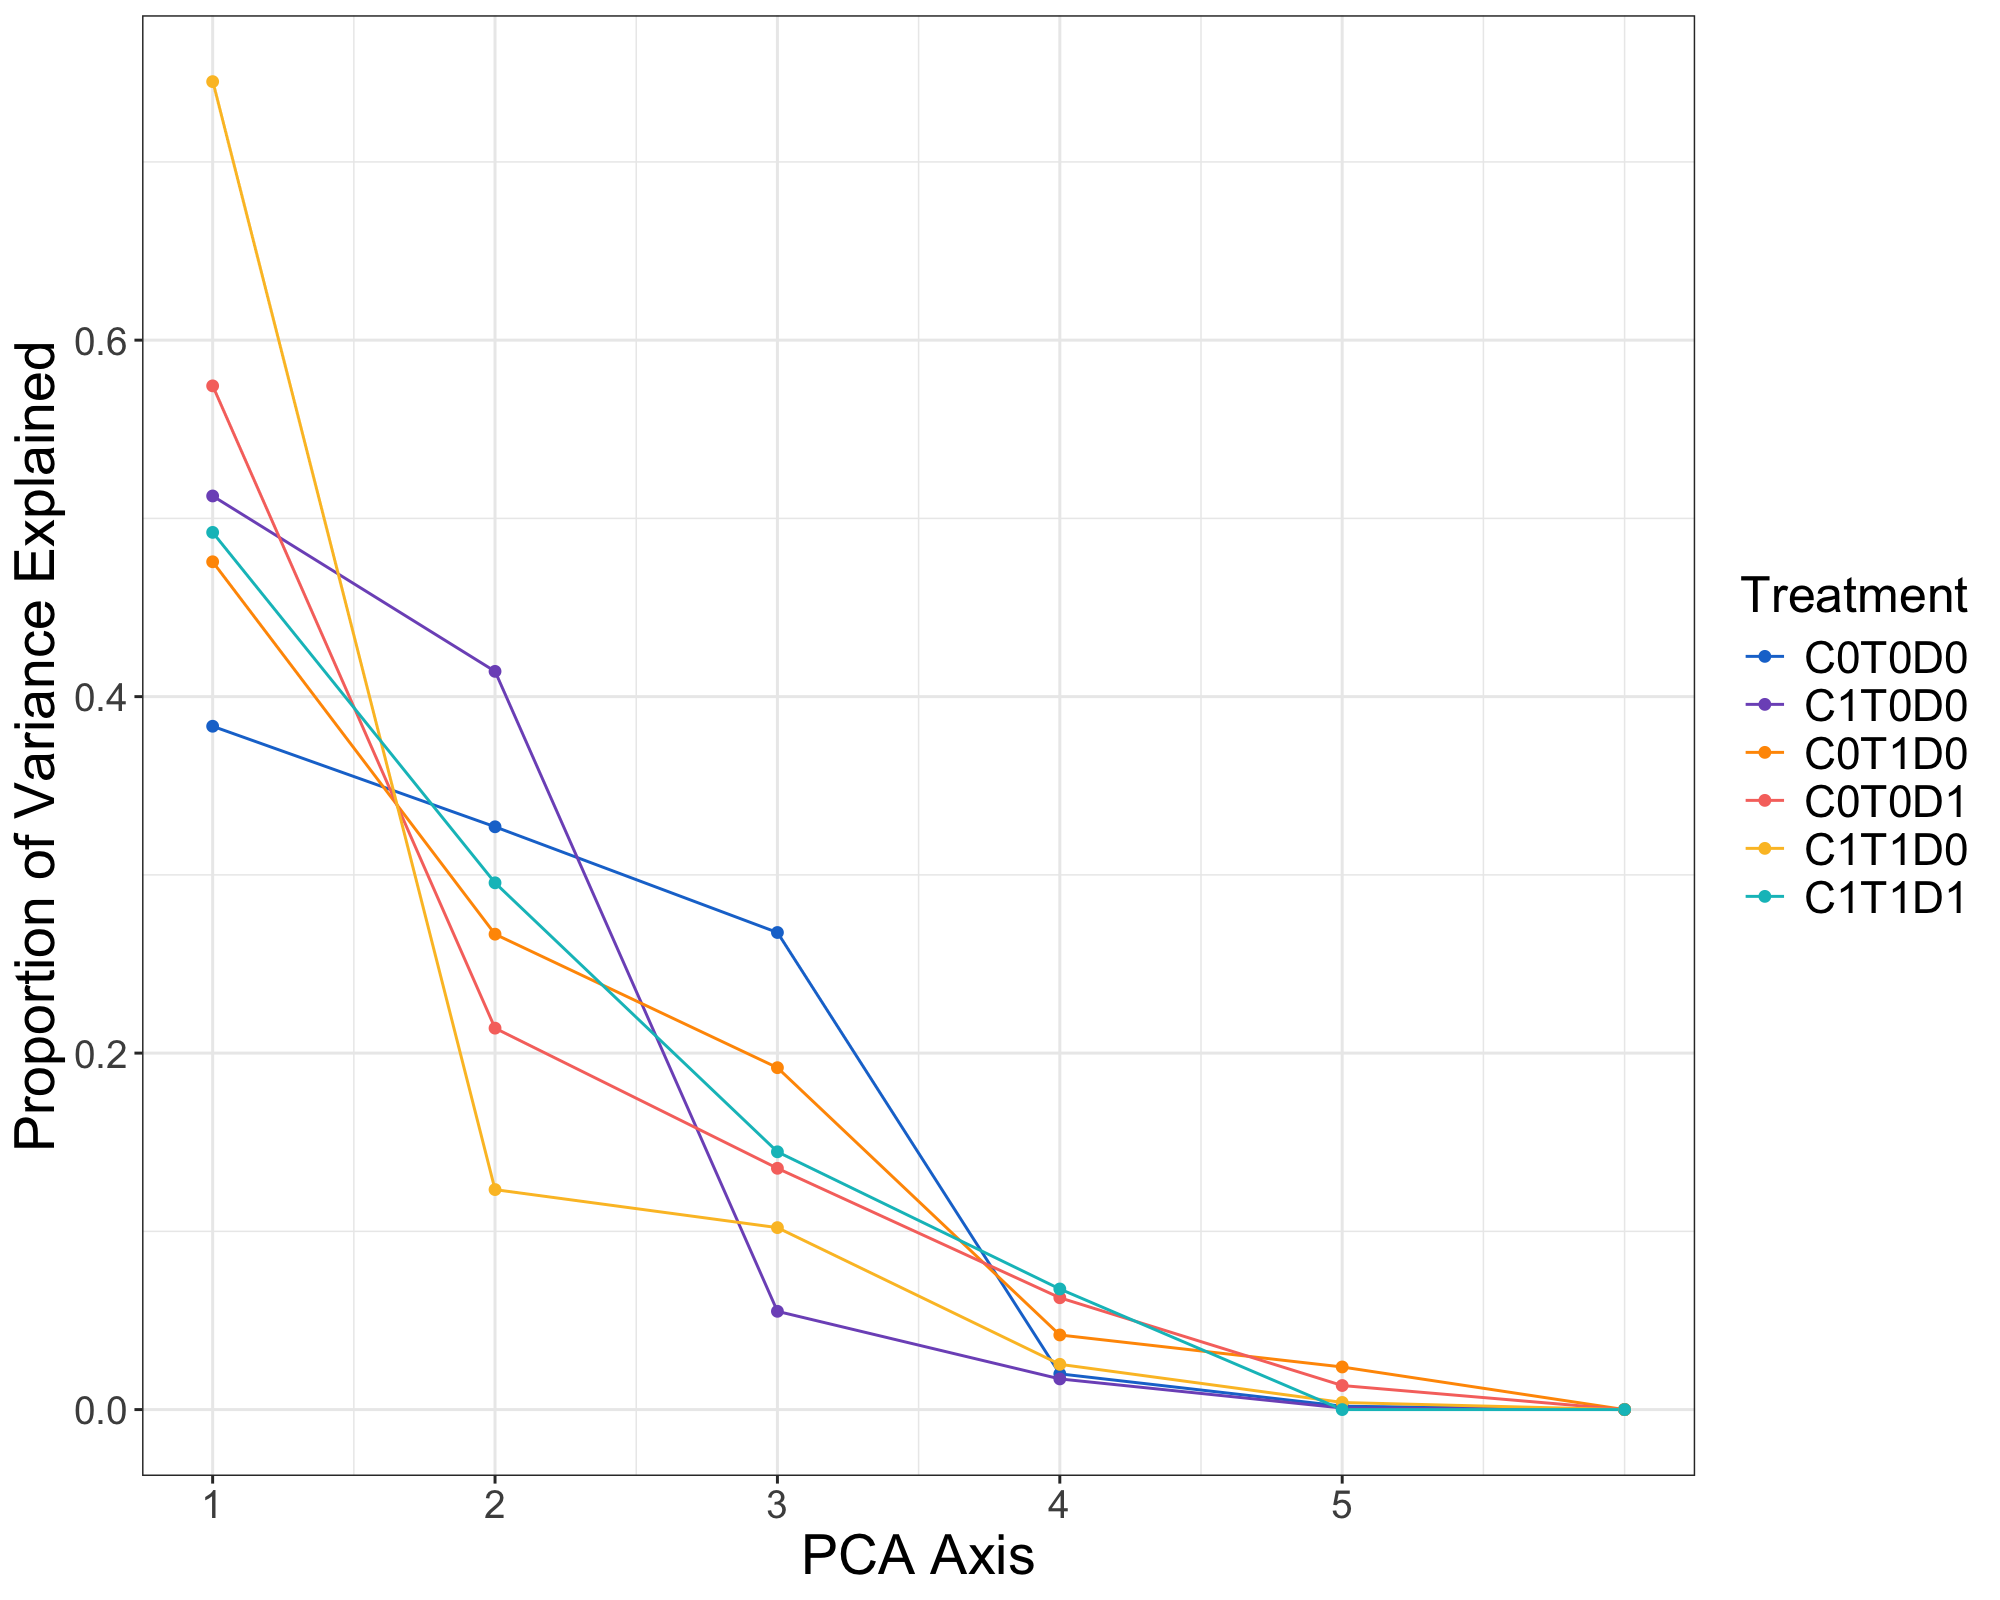 Proportion of Variance Explained
0.6
0.4
0.2
0.0
1 2 3 4 5
PCA Axis
Treatment
C0T0D0
C1T0D0
C0T1D0
C0T0D1
C1T1D0
C1T1D1